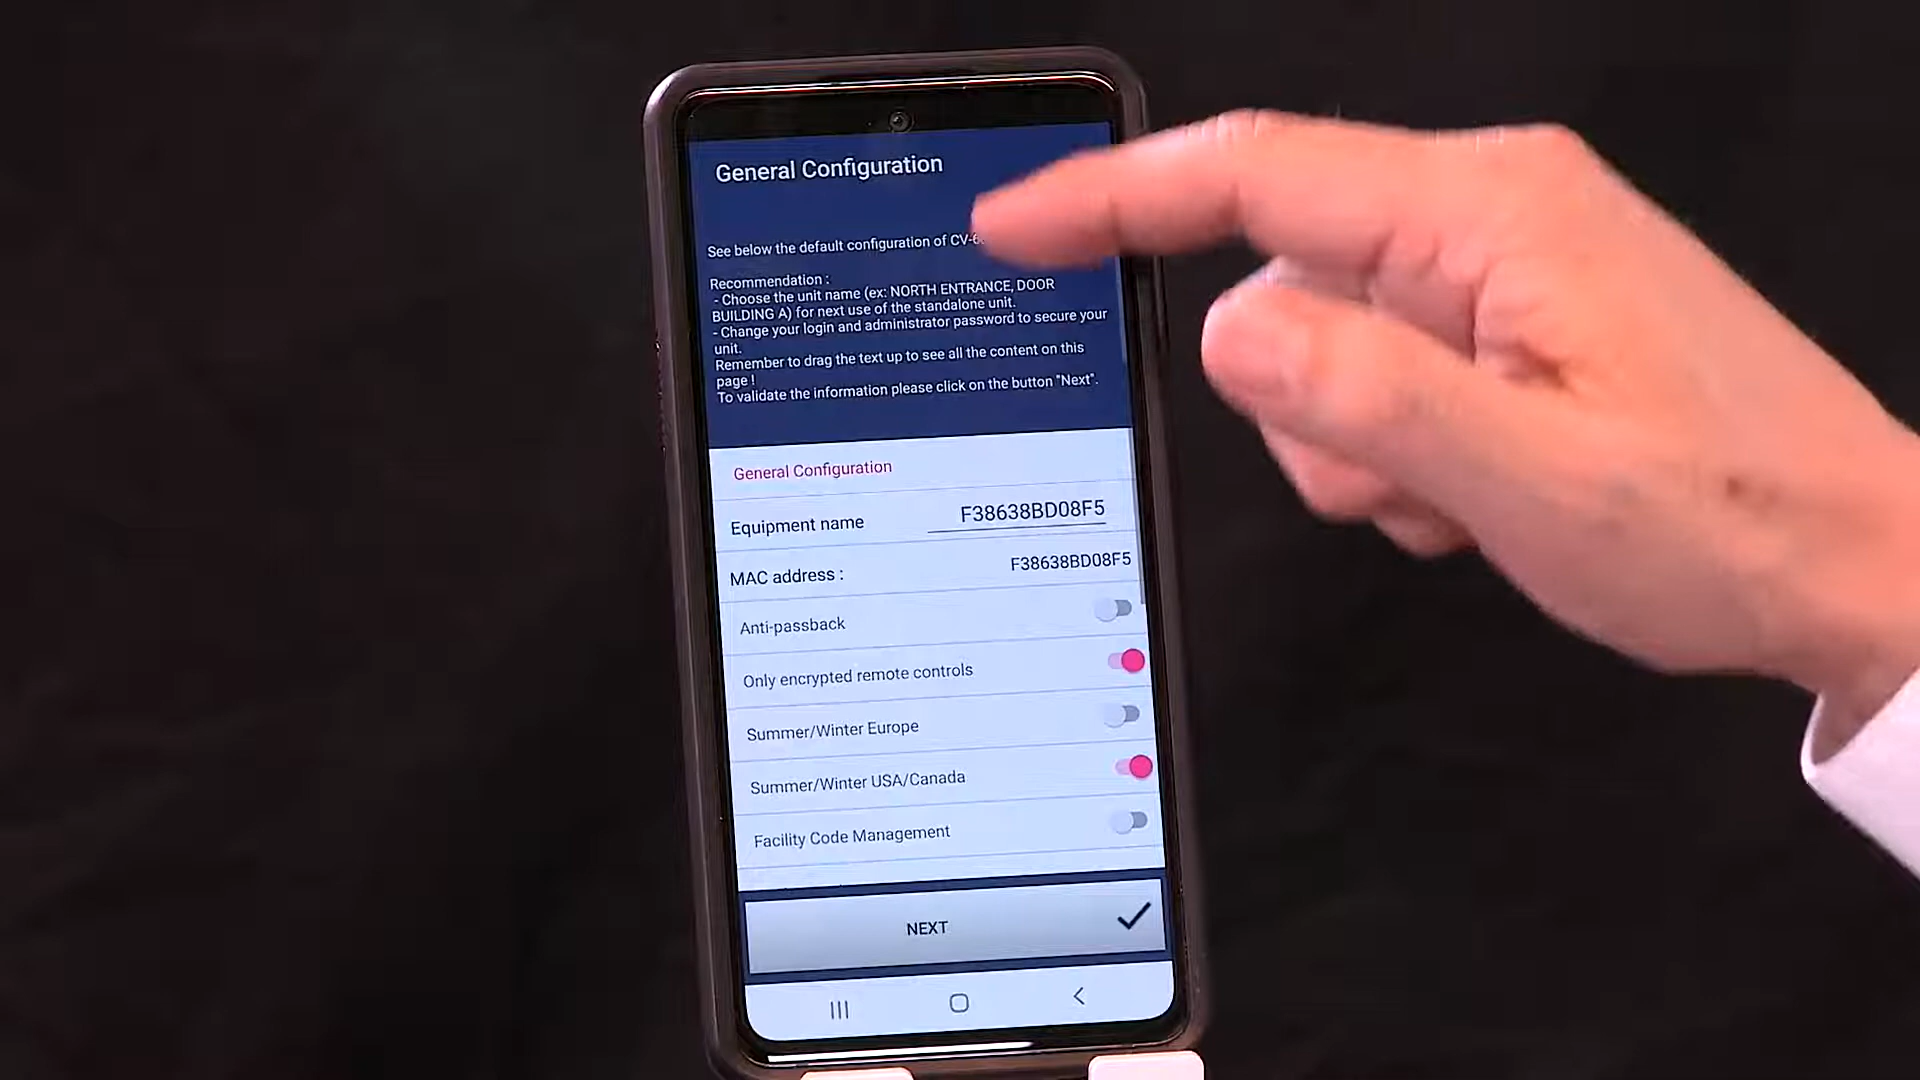 General Configuration
See below the default configuration of CV-6
Recommendation :
- Choose the unit name (ex: NORTH ENTRANCE, DOOR
BUILDING A) for next use of the standalone unit.
- Change your login and administrator password to secure your
unit.
Remember to drag the text up to see all the content on this
page !
To validate the information please click on the button "Next".
General Configuration
Equipment name F38638BD08F5
MAC address : F38638BD08F5
Anti-passback
Only encrypted remote controls
Summer/Winter Europe
Summer/Winter USA/Canada
Facility Code Management
NEXT